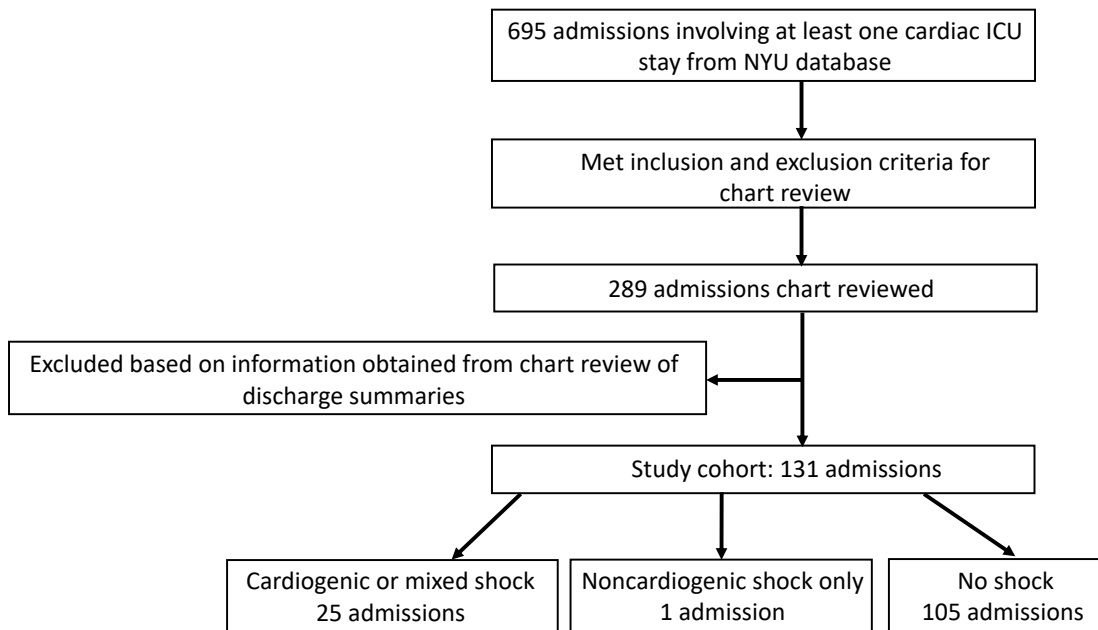 695 admissions involving at least one cardiac ICU
stay from NYU database
Met inclusion and exclusion criteria for
chart review
289 admissions chart reviewed
Excluded based on information obtained from chart review of
discharge summaries
Study cohort: 131 admissions
Cardiogenic or mixed shock
25 admissions
Noncardiogenic shock only
1 admission
No shock
105 admissions